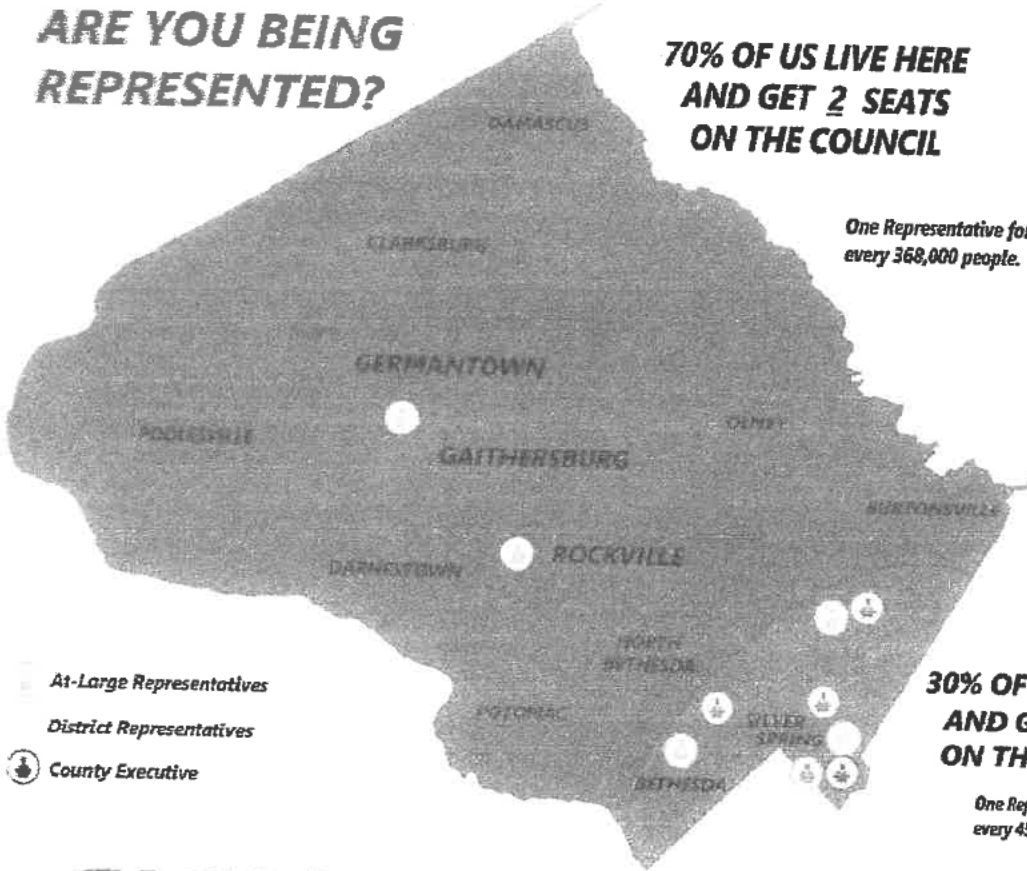 ARE YOU BEING
REPRESENTED?
70% OF US LIVE HERE
AND GET 2 SEATS
ON THE COUNCIL
DAMASCUS
One Representative for
every 368,000 people.
CLARKSBURG
GERMANTOWN
POOLESVILLE
OLNEY
GAITHERSBURG
BURTONSVILLE
ROCKVILLE
DARNESTOWN
NORTH
BETHESDA
At-Large Representatives
POTOMAC
SILVER
SPRING
District Representatives
County Executive
BETHESDA
30% OF
AND G
ON TH
One Rep
every 45